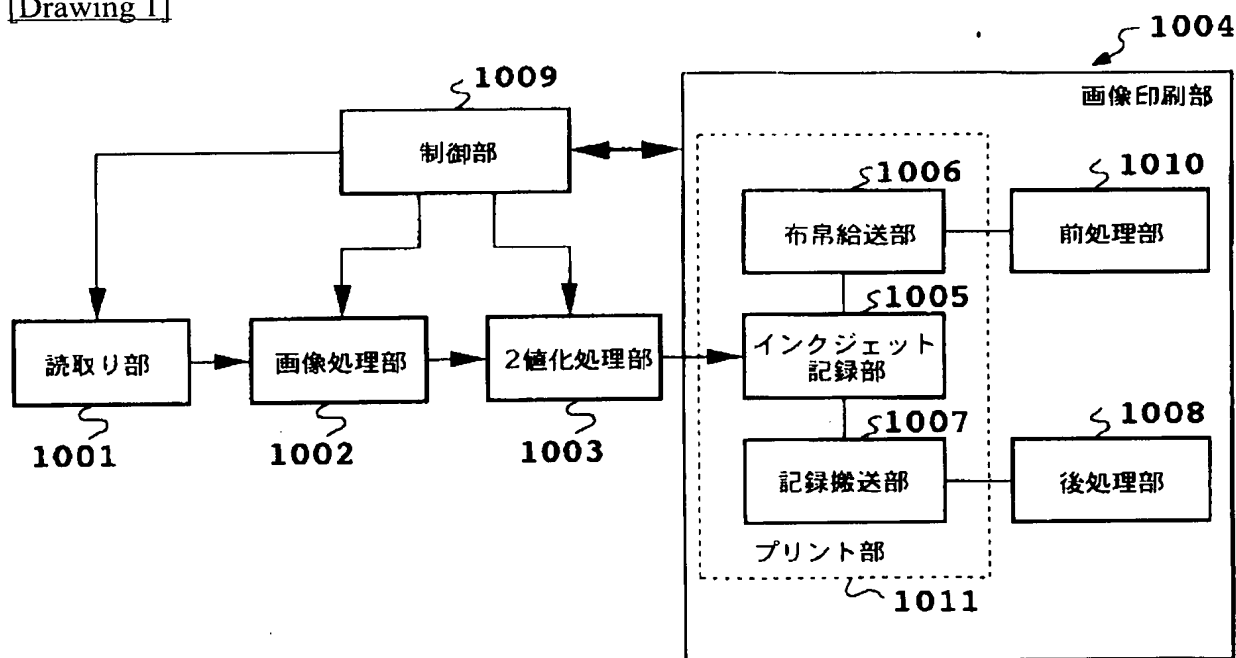 [Drawing 1]
1004
1009
画像印刷部
制御部
1006
1010
布帛給送部
前処理部
1005
読取り部
画像処理部
2値化処理部
インクジェット
記録部
1001
1002
1003
1007
1008
記録搬送部
後処理部
プリント部
1011